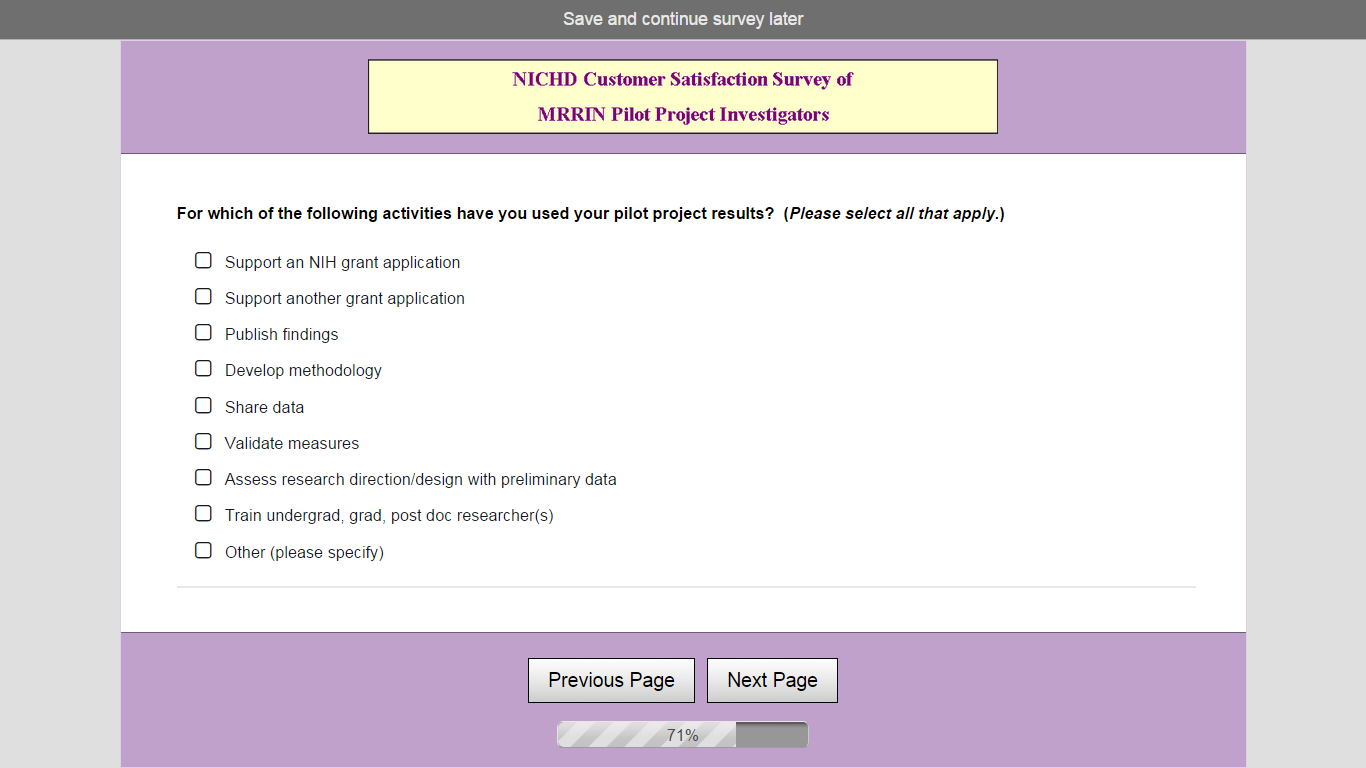 Save and continue survey later
NICHD Customer Satisfaction Survey of
MRRIN Pilot Project Investigators
For which of the following activities have you used your pilot project results?  (Please select all that apply.)
Support an NIH grant application
Support another grant application
Publish findings
Develop methodology
Share data
Validate measures
Assess research direction/design with preliminary data
Train undergrad, grad, post doc researcher(s)
Other (please specify)
Previous Page Next Page
71%